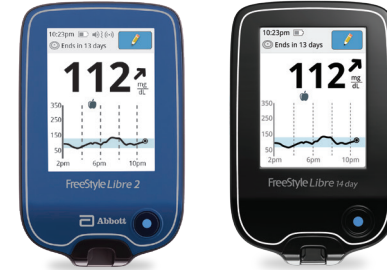 10:23pm
Ends in 13 days
112
mg
dL
350
250
150
50
2pm 6pm 10pm
FreeStyle Libre 2
Abbott
10:23pm
Ends in 13 days
112
mg
dL
350
250
150
50
2pm 6pm 10pm
FreeStyle Libre 14 day